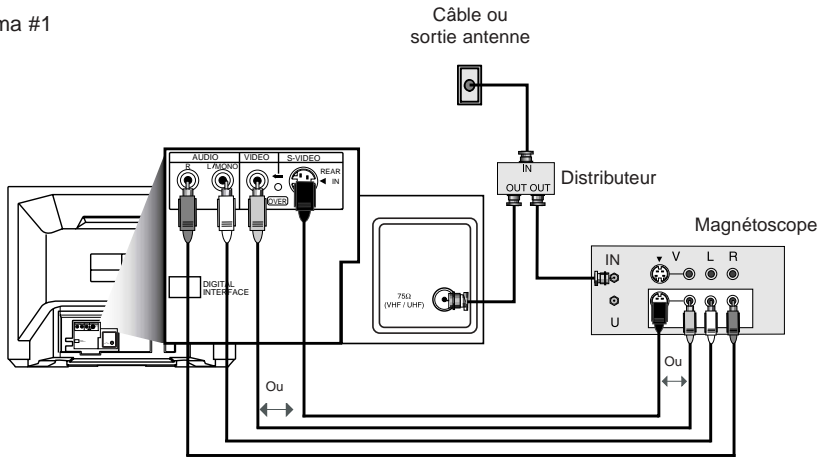 ma #1
Câble ou
sortie antenne
AUDIO VIDEO S-VIDEO
R L/MONO
REAR
IN
OVER
IN
OUT OUT
Distributeur
Magnétoscope
IN V L R
U
DIGITAL
INTERFACE
75Ω
(VHF / UHF)
Ou
Ou